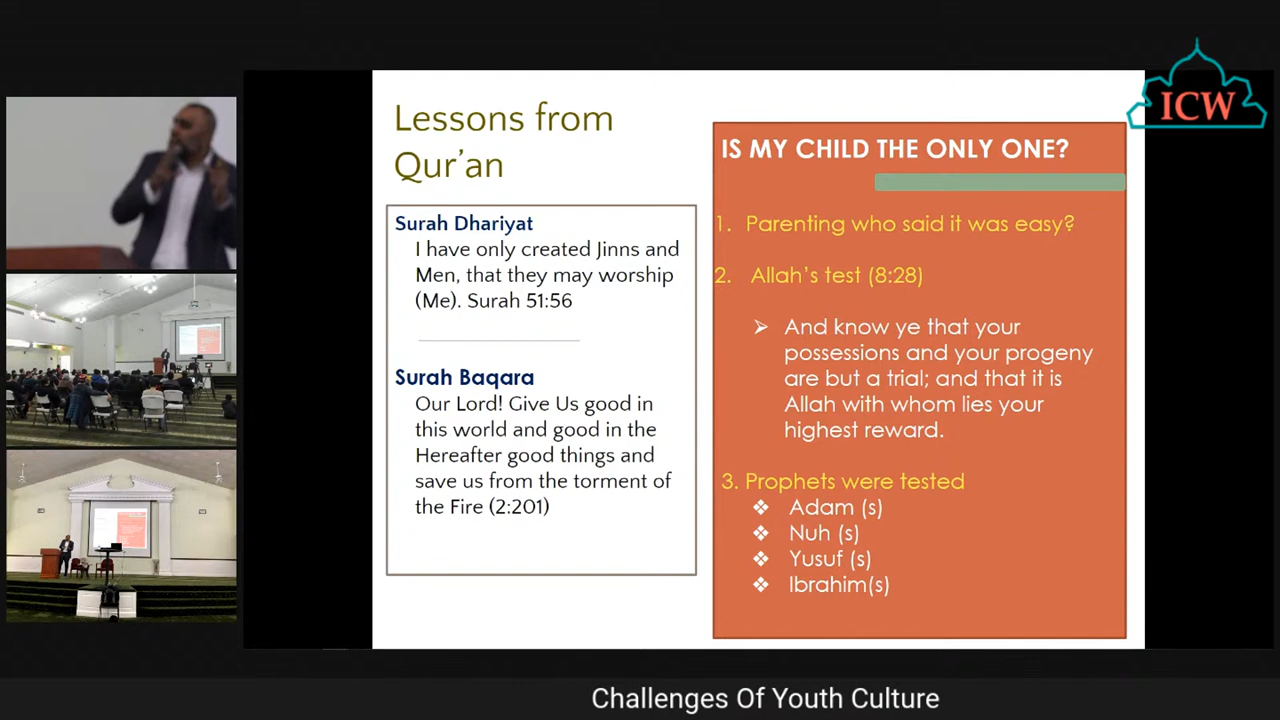 ICW
Lessons from
Qur’an
Surah Dhariyat
I have only created Jinns and
Men, that they may worship
(Me). Surah 51:56
Surah Baqara
Our Lord! Give Us good in
this world and good in the
Hereafter good things and
save us from the torment of
the Fire (2:201)
IS MY CHILD THE ONLY ONE?
1. Parenting who said it was easy?
2. Allah’s test (8:28)
And know ye that your
possessions and your progeny
are but a trial; and that it is
Allah with whom lies your
highest reward.
3. Prophets were tested
Adam (s)
Nuh (s)
Yusuf (s)
Ibrahim(s)
Challenges Of Youth Culture